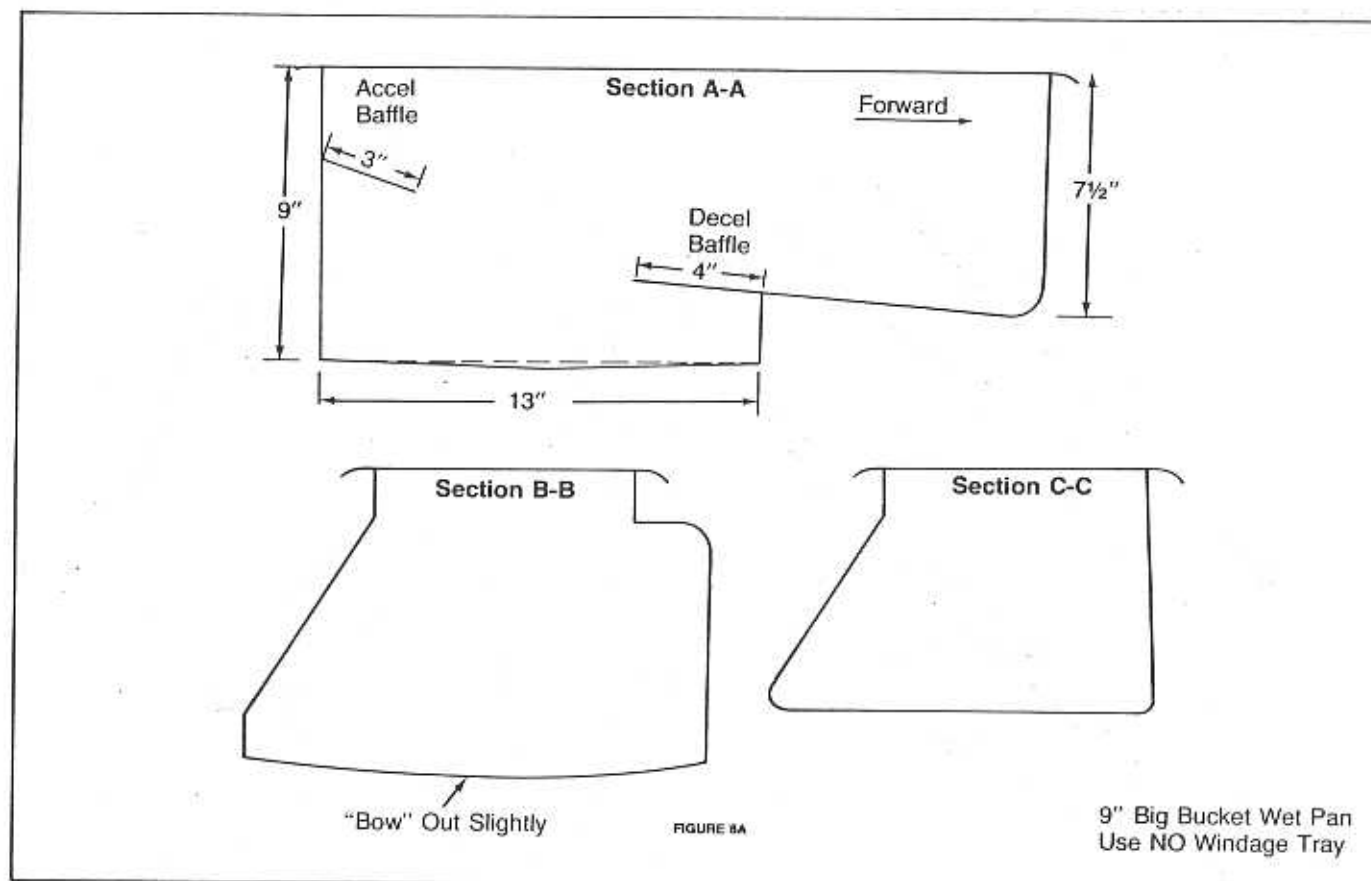 Section A-A
Accel
Baffle
Forward
3″
9″
7½″
Decel
Baffle
4″
13″
Section B-B
Section C-C
"Bow" Out Slightly
FIGURE 8A
9″ Big Bucket Wet Pan
Use NO Windage Tray